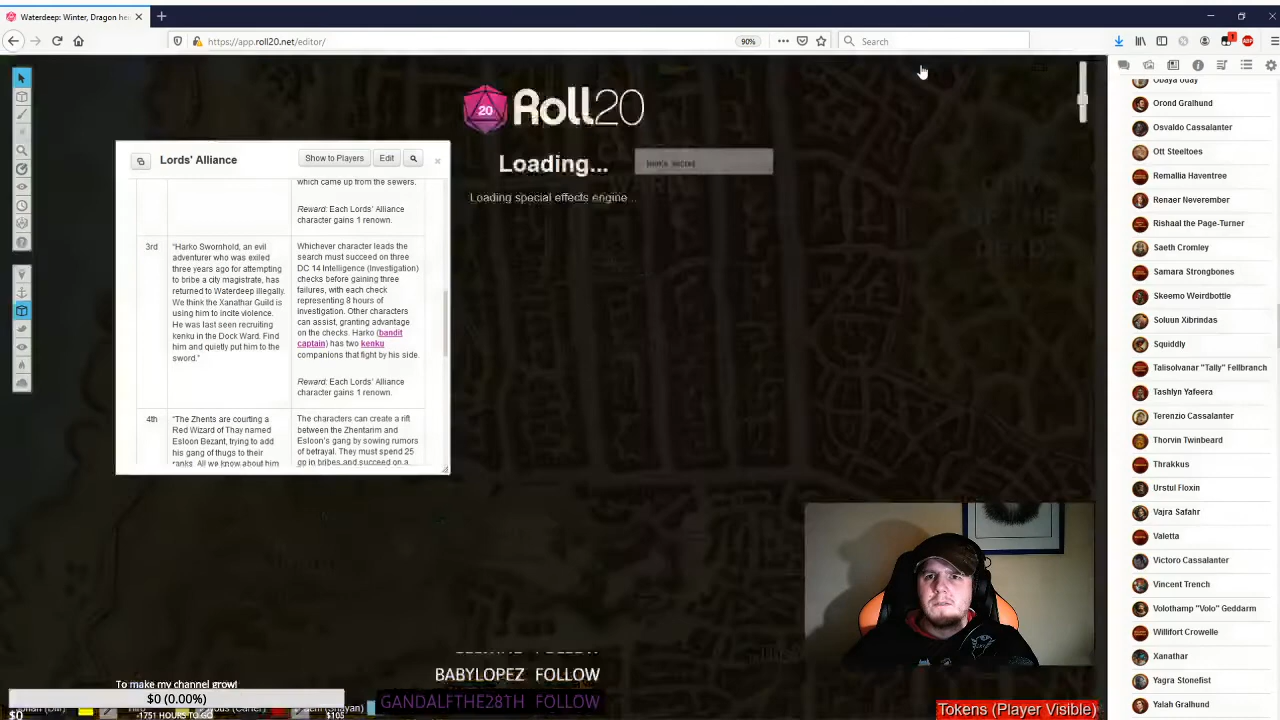 Waterdeep: Winter, Dragon hei
https://app.roll20.net/editor/
90%
Search
1
ABP
20
Roll20
Loading...
Loading special effects engine...
Lords' Alliance
Show to Players
Edit
which came up from the sewers.
Reward: Each Lords' Alliance
character gains 1 renown.
3rd
"Harko Swornhold, an evil
adventurer who was exiled
three years ago for attempting
to bribe a city magistrate, has
returned to Waterdeep illegally.
We think the Xanathar Guild is
using him to incite violence.
He was last seen recruiting
kenku in the Dock Ward. Find
him and quietly put him to the
sword."
Whichever character leads the
search must succeed on three
DC 14 Intelligence (Investigation)
checks before gaining three
failures, with each check
representing 8 hours of
investigation. Other characters
can assist, granting advantage
on the checks. Harko (bandit
captain) has two kenku
companions that fight by his side.
Reward: Each Lords' Alliance
character gains 1 renown.
4th
"The Zhents are courting a
Red Wizard of Thay named
Esloon Bezant, trying to add
his gang of thugs to their
ranks. All we know about him
The characters can create a rift
between the Zhentarim and
Esloon's gang by sowing rumors
of betrayal. They must spend 25
gp in bribes and succeed on a
Obaya Uday
Orond Gralhund
Osvaldo Cassalanter
Ott Steeltoes
Remallia Haventree
Renaer Neverember
Rishaal the Page-Turner
Saeth Cromley
Samara Strongbones
Skeemo Weirdbottle
Soluun Xibrindas
Squiddly
Talisolvanar "Tally" Fellbranch
Tashlyn Yafeera
Terenzio Cassalanter
Thorvin Twinbeard
Thrakkus
Urstul Floxin
Vajra Safahr
Valetta
Victoro Cassalanter
Vincent Trench
Volothamp "Volo" Geddarm
Willifort Crowelle
Xanathar
Yagra Stonefist
Yalah Gralhund
BABYLOPEZ FOLLOW
GANDALFTHE28TH FOLLOW
To make my channel grow!
$0 (0.00%)
$0
-1751 HOURS TO GO
$105
Tokens (Player Visible)